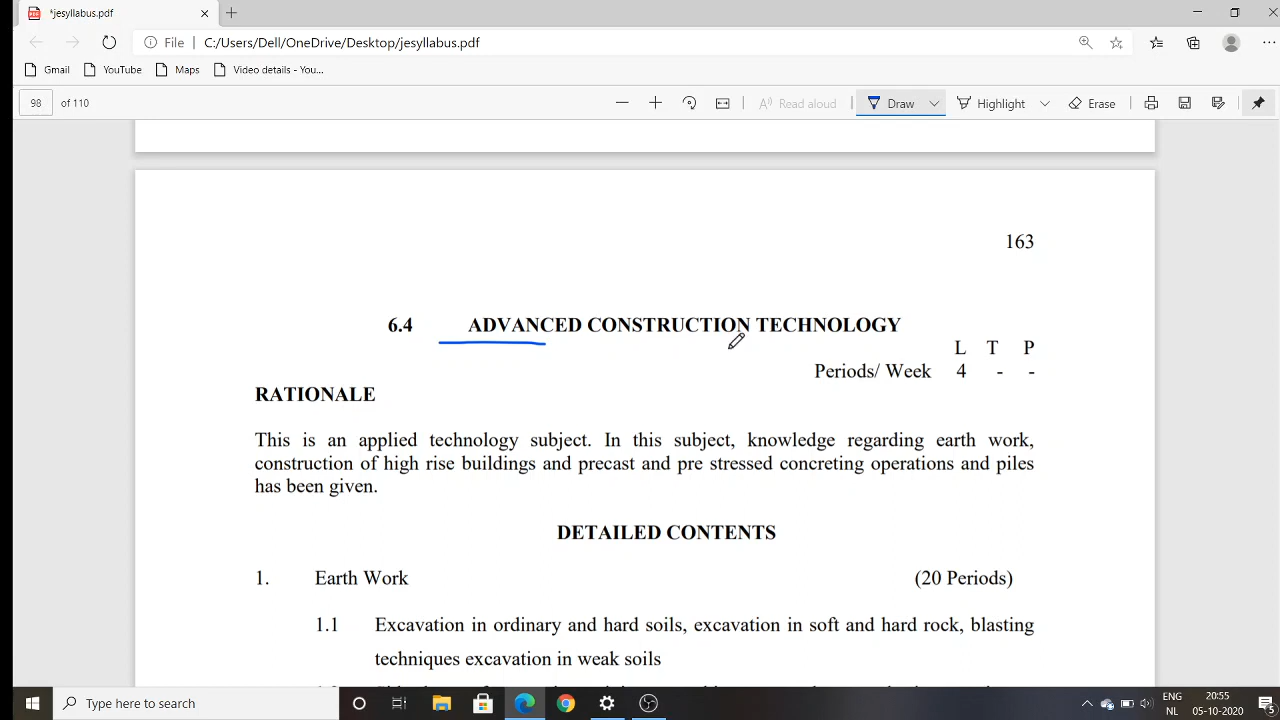 *jesyllabus.pdf
File | C:/Users/Dell/OneDrive/Desktop/jesyllabus.pdf
Gmail YouTube Maps Video details - You...
98 of 110 Read aloud Draw Highlight Erase
163
6.4 ADVANCED CONSTRUCTION TECHNOLOGY
L T P
Periods/ Week 4 - -
RATIONALE
This is an applied technology subject. In this subject, knowledge regarding earth work,
construction of high rise buildings and precast and pre stressed concreting operations and piles
has been given.
DETAILED CONTENTS
1. Earth Work (20 Periods)
1.1 Excavation in ordinary and hard soils, excavation in soft and hard rock, blasting
techniques excavation in weak soils
Type here to search
ENG 20:55
NL 05-10-2020 5